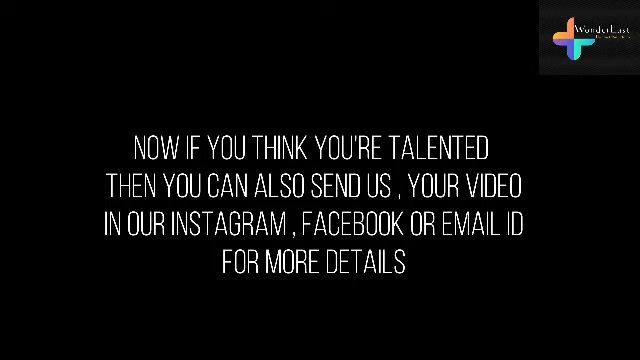 WonderLast
NOW IF YOU THINK YOU'RE TALENTED
THEN YOU CAN ALSO SEND US , YOUR VIDEO
IN OUR INSTAGRAM , FACEBOOK OR EMAIL ID
FOR MORE DETAILS